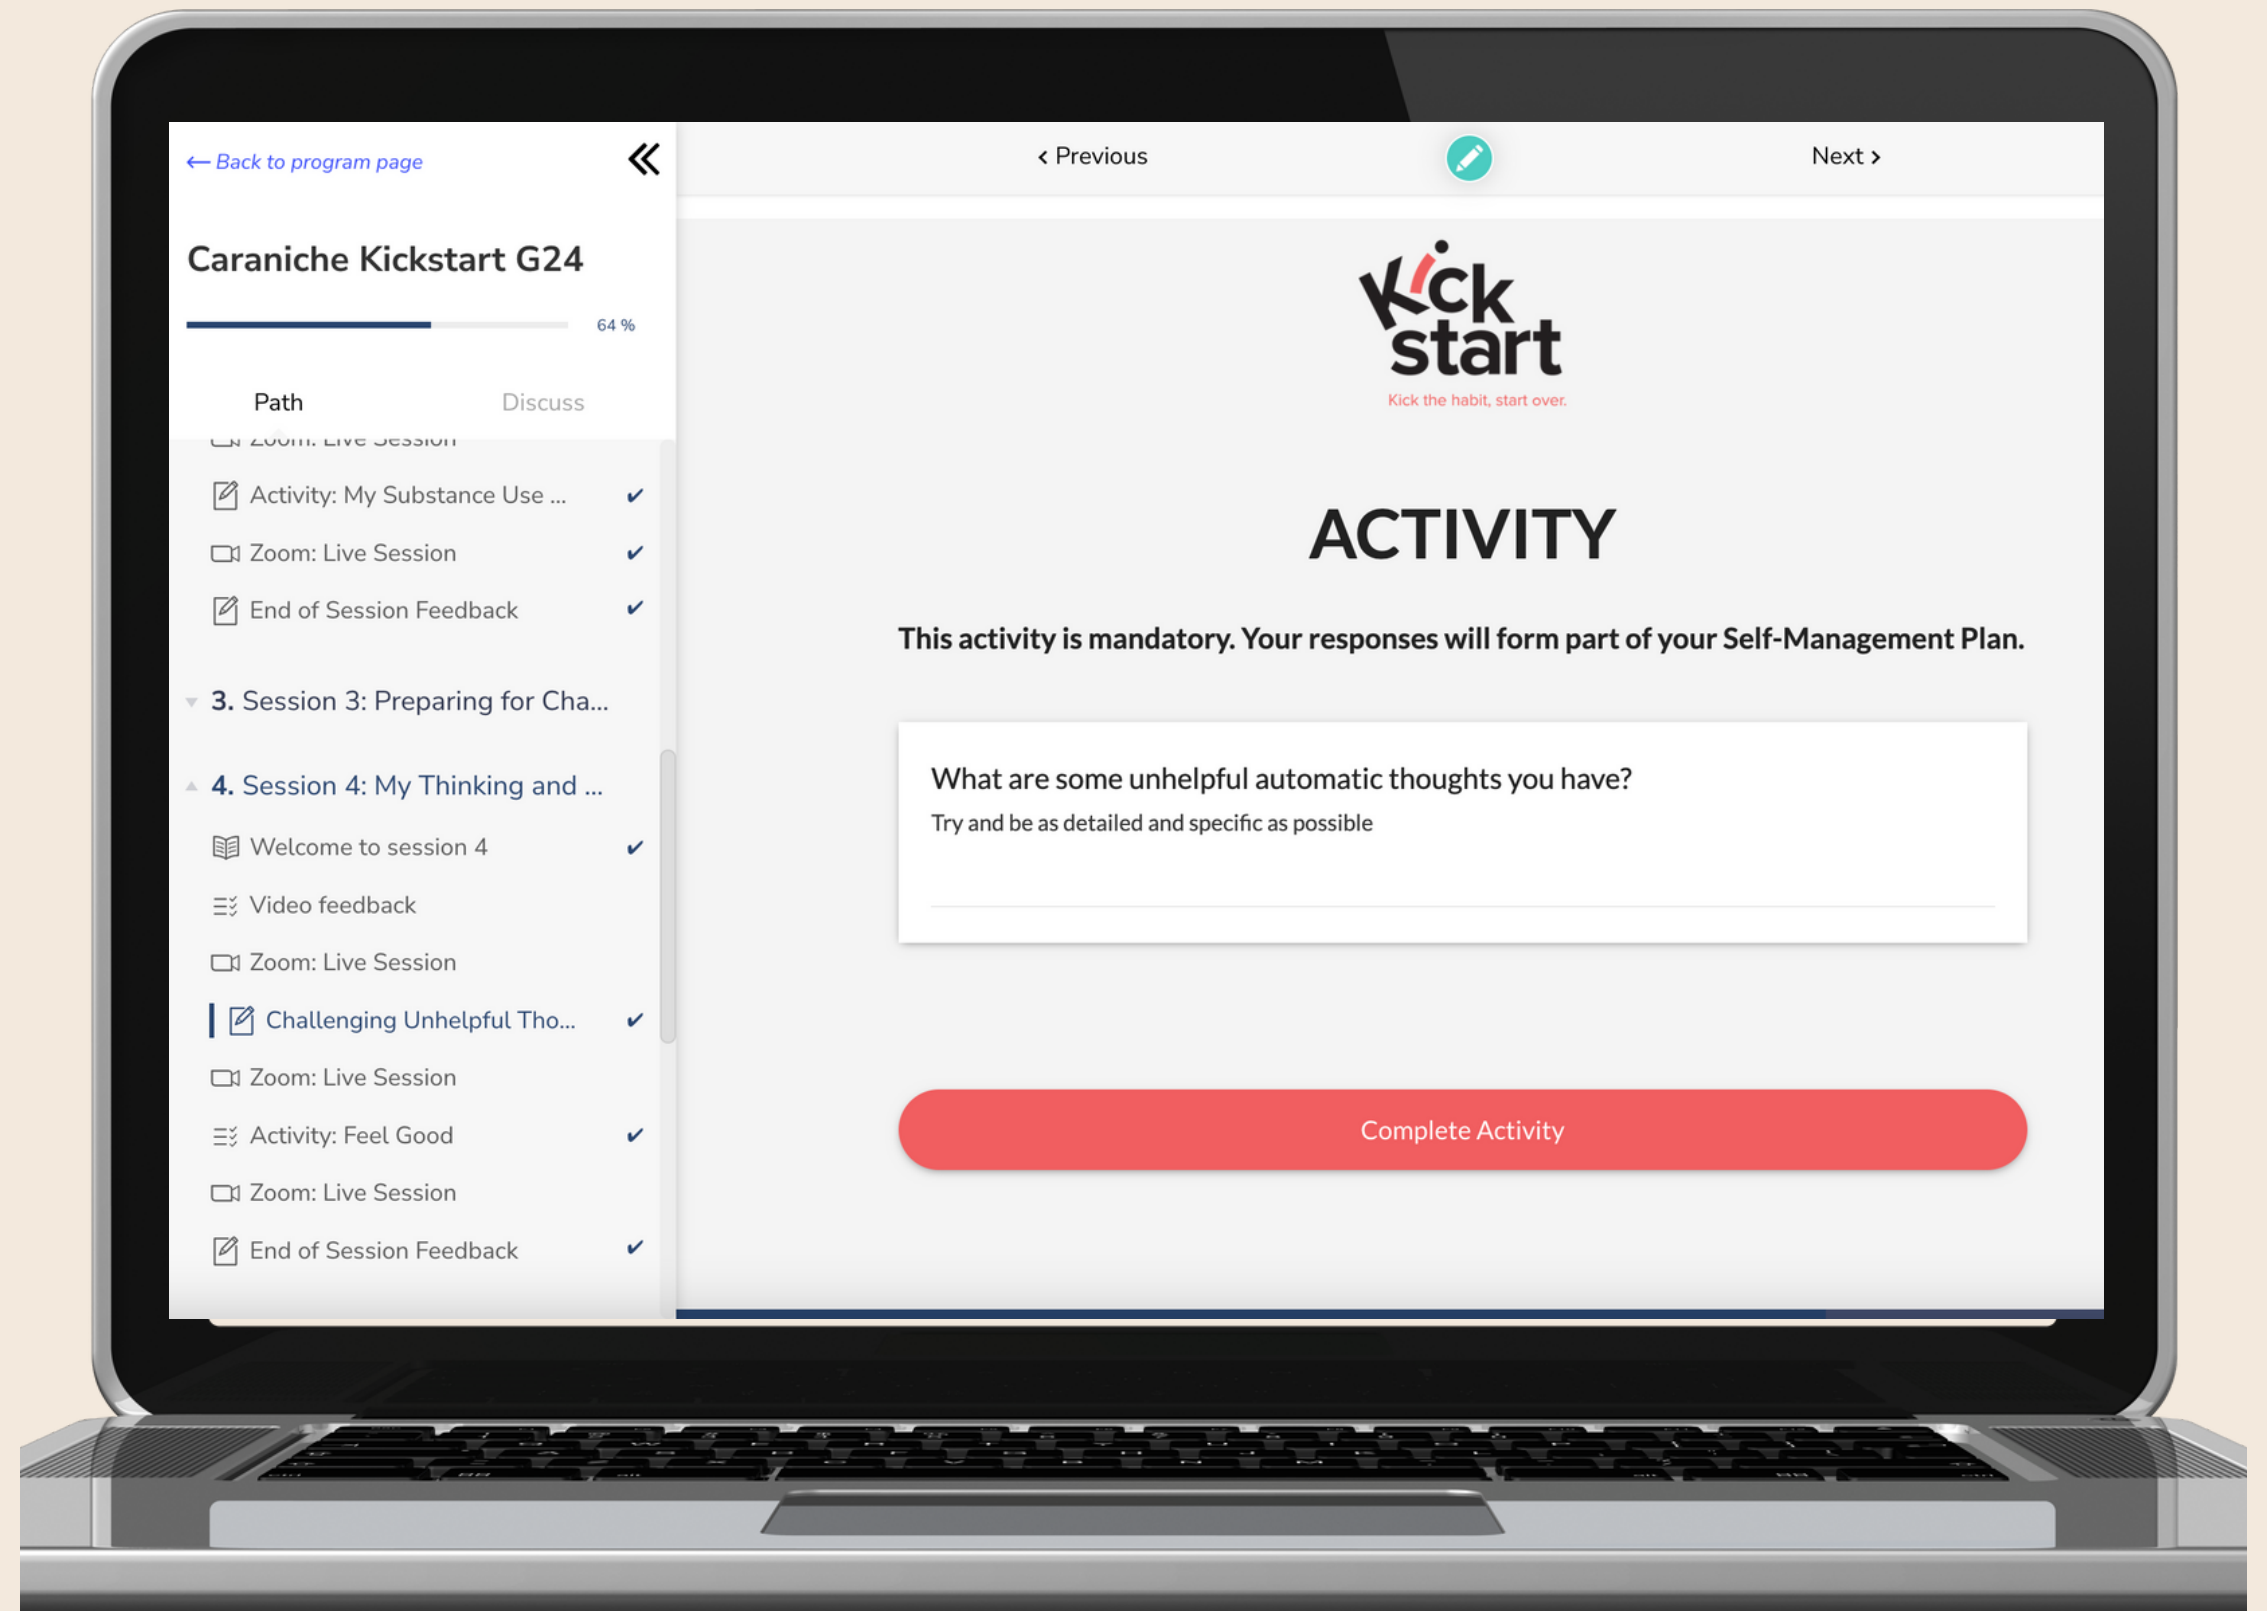 ← Back to program page
Caraniche Kickstart G24
64 %
Path
Discuss
Zoom: Live Session
Activity: My Substance Use ...
Zoom: Live Session
End of Session Feedback
3. Session 3: Preparing for Cha...
4. Session 4: My Thinking and ...
Welcome to session 4
Video feedback
Zoom: Live Session
Challenging Unhelpful Tho...
Zoom: Live Session
Activity: Feel Good
Zoom: Live Session
End of Session Feedback
‹ Previous
Next ›
Kick
start
Kick the habit, start over.
ACTIVITY
This activity is mandatory. Your responses will form part of your Self-Management Plan.
What are some unhelpful automatic thoughts you have?
Try and be as detailed and specific as possible
Complete Activity